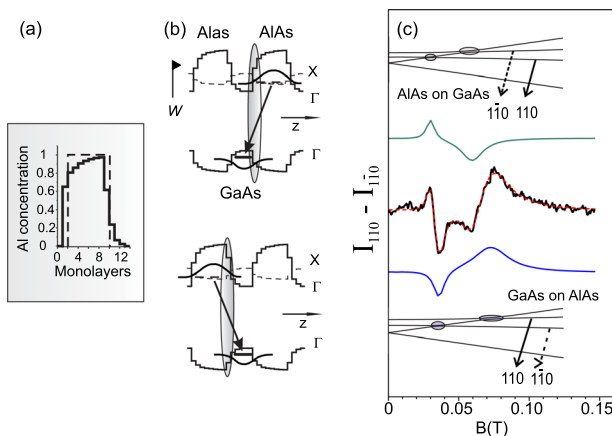 (a)
Al concentration
1
0.8
0.6
0.4
0.2
0
0 4 8 12
Monolayers
(b)
Alas AlAs
W
X
Γ
z
Γ
GaAs
X
Γ
z
Γ
(c)
I110 - I11̄0
11̄0 110
AlAs on GaAs
GaAs on AlAs
110 11̄0
0 0.05 0.10 0.15
B(T)